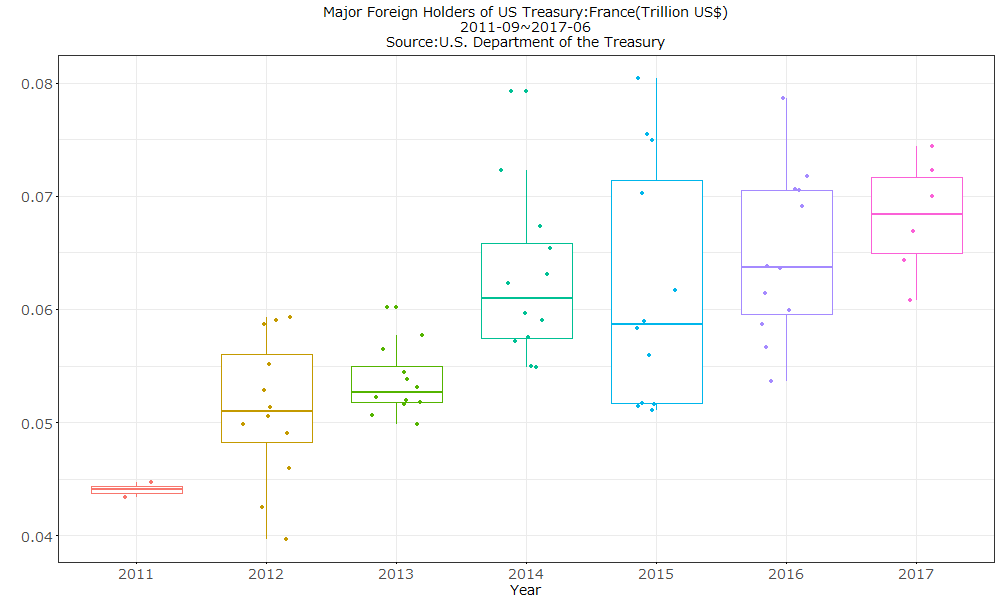 Major Foreign Holders of US Treasury:France(Trillion US$)
2011-09~2017-06
Source:U.S. Department of the Treasury
0.08
0.07
0.06
0.05
0.04
2011 2012 2013 2014 2015 2016 2017
Year